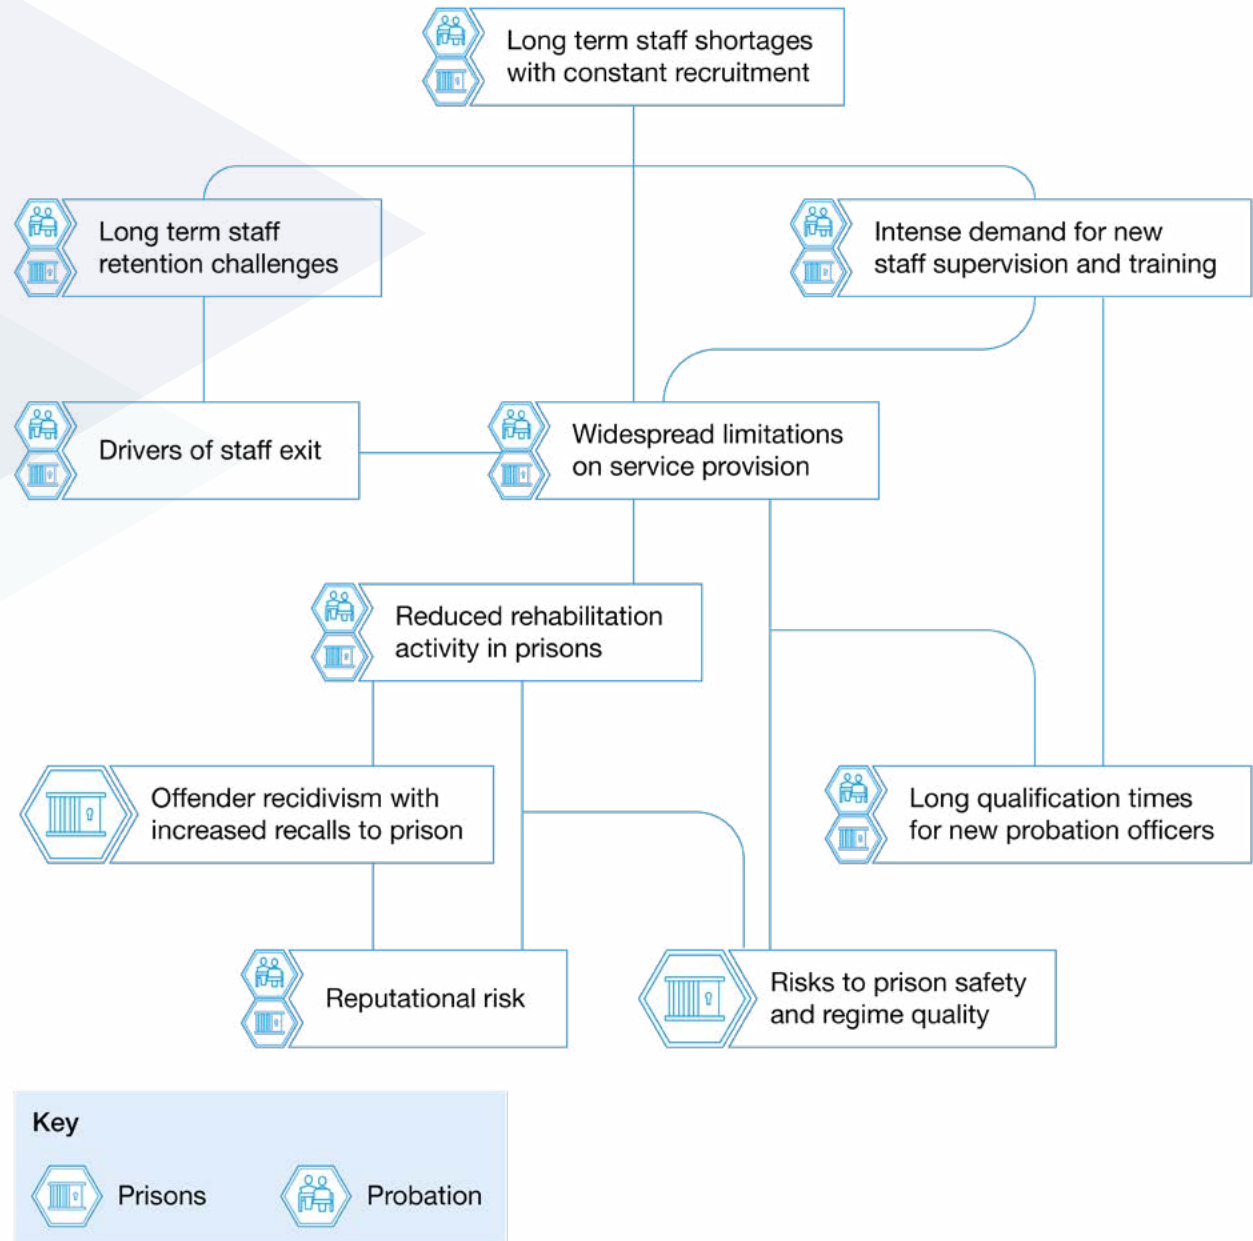 Long term staff shortages
with constant recruitment
Long term staff
retention challenges
Intense demand for new
staff supervision and training
Drivers of staff exit
Widespread limitations
on service provision
Reduced rehabilitation
activity in prisons
Offender recidivism with
increased recalls to prison
Long qualification times
for new probation officers
Reputational risk
Risks to prison safety
and regime quality
Key
Prisons
Probation